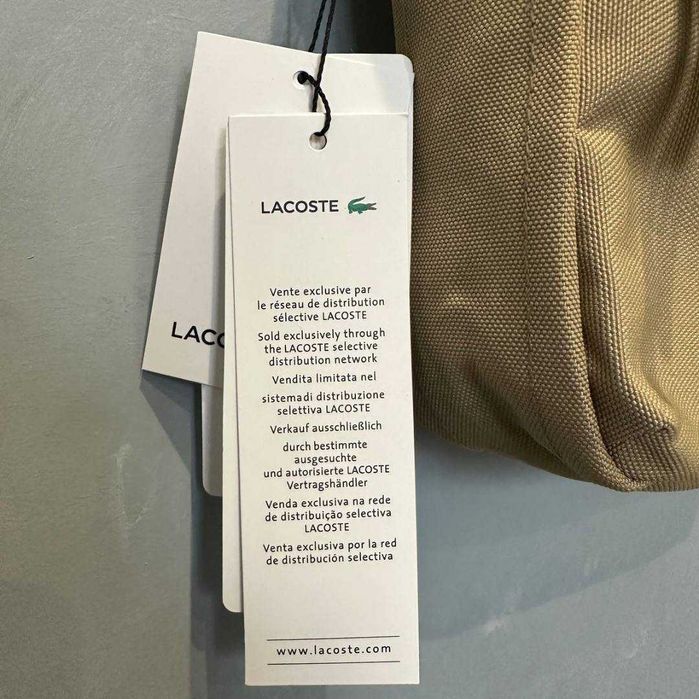 LACOSTE
Vente exclusive par
le réseau de distribution
sélective LACOSTE
Sold exclusively through
the LACOSTE selective
distribution network
Vendita limitata nel
sistemadi distribuzione
selettiva LACOSTE
Verkauf ausschließlich
durch bestimmte
ausgesuchte
und autorisierte LACOSTE
Vertragshändler
Venda exclusiva na rede
de distribuição selectiva
LACOSTE
Venta exclusiva por la red
de distribución selectiva
www.lacoste.com
LACO